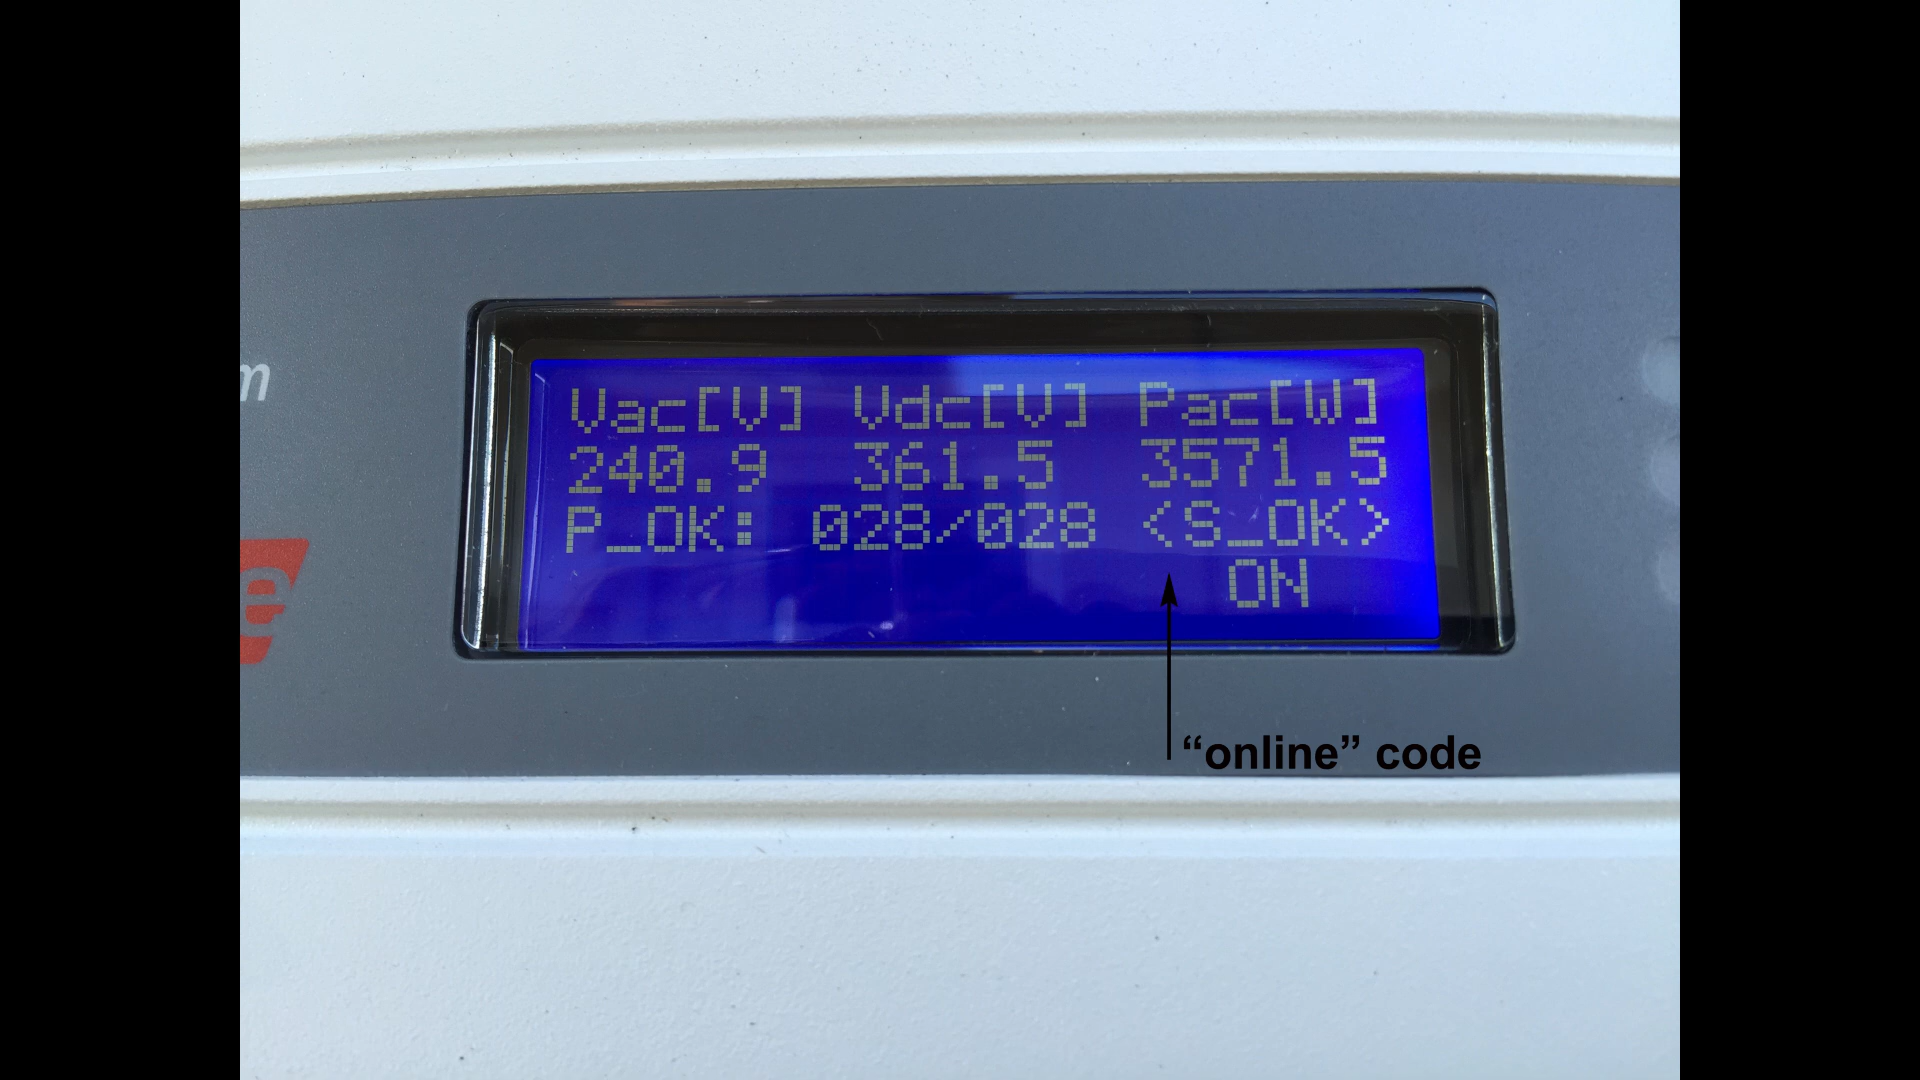 Vac[V] Vdc[V] Pac[W]
240.9 361.5 3571.5
P_OK: 028/028 <S_OK>
ON
m
e
“online” code